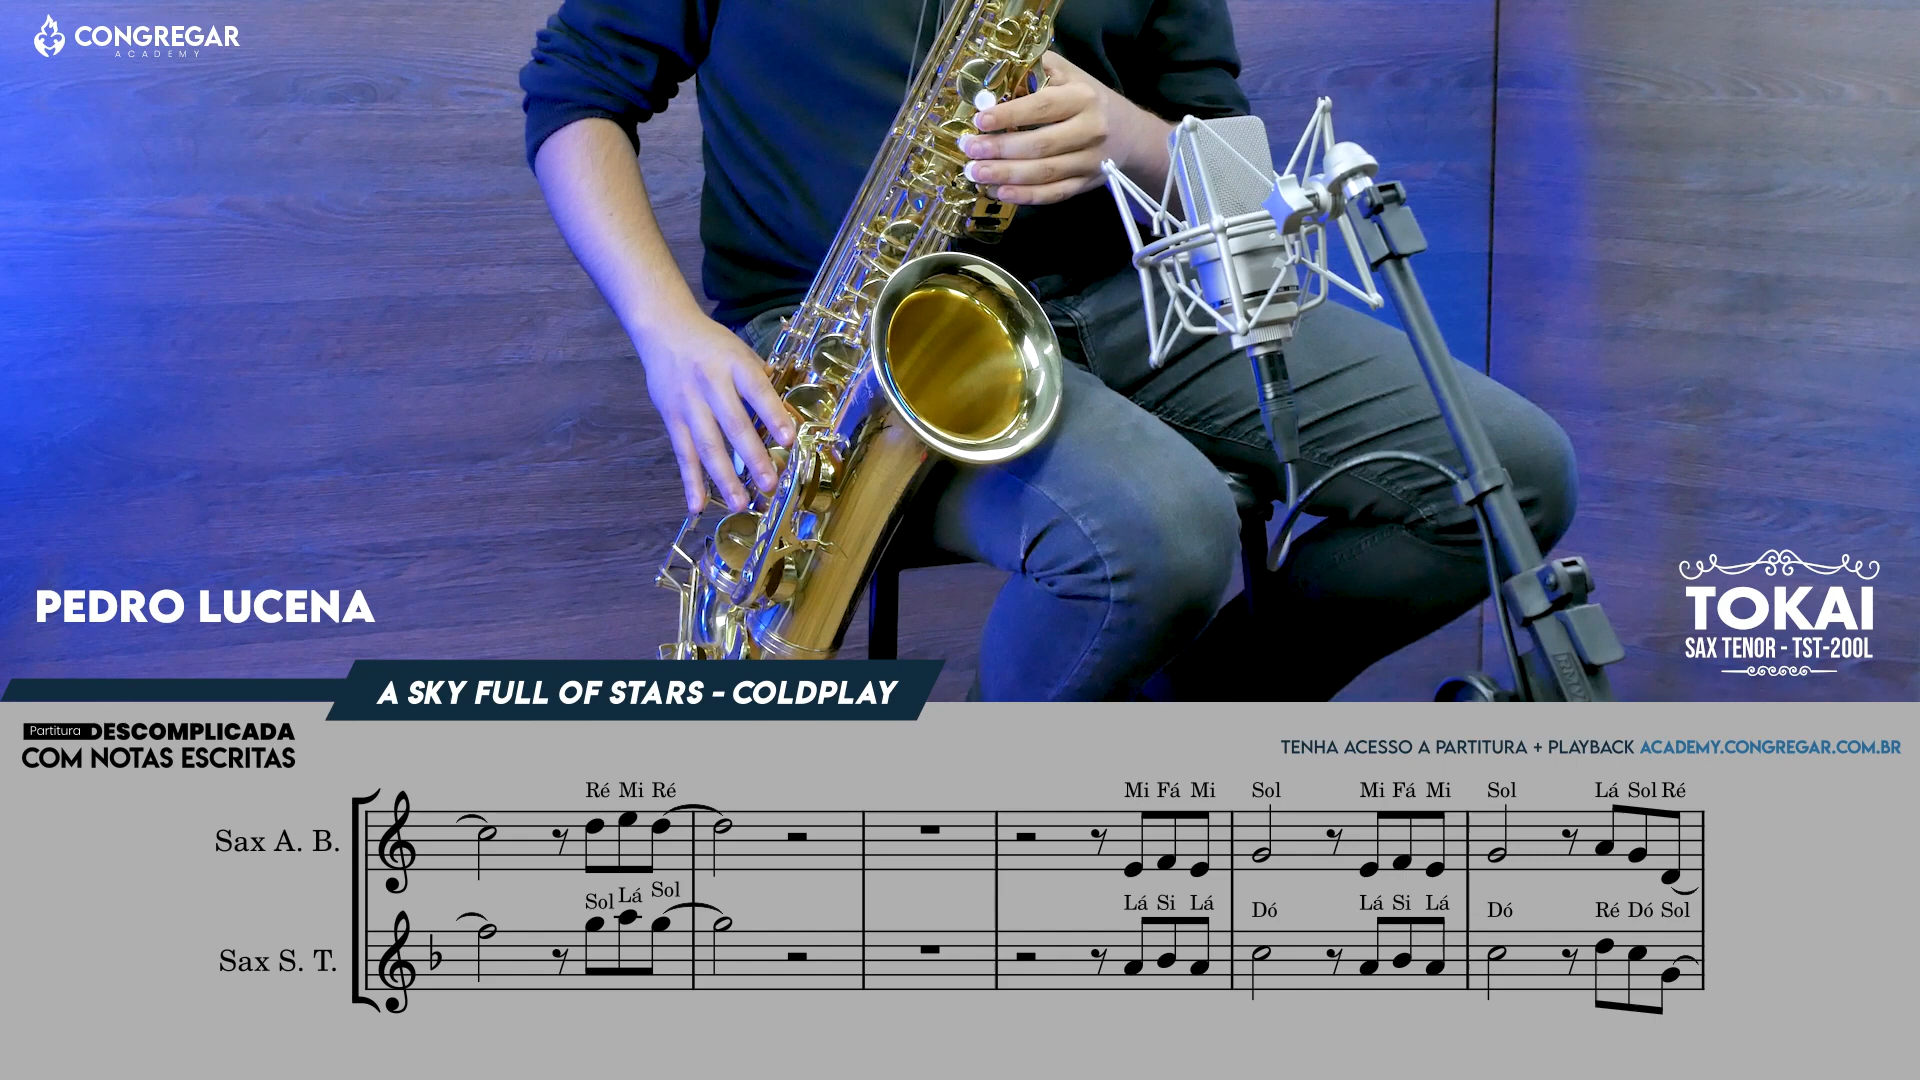 CONGREGAR
ACADEMY
PEDRO LUCENA
TOKAI
SAX TENOR - TST-200L
A SKY FULL OF STARS - COLDPLAY
Partitura DESCOMPLICADA
COM NOTAS ESCRITAS
TENHA ACESSO A PARTITURA + PLAYBACK ACADEMY.CONGREGAR.COM.BR
Ré Mi Ré Mi Fá Mi Sol Mi Fá Mi Sol Lá Sol Ré
Sax A. B.
Sol Lá Sol Lá Si Lá Dó Lá Si Lá Dó Ré Dó Sol
Sax S. T.